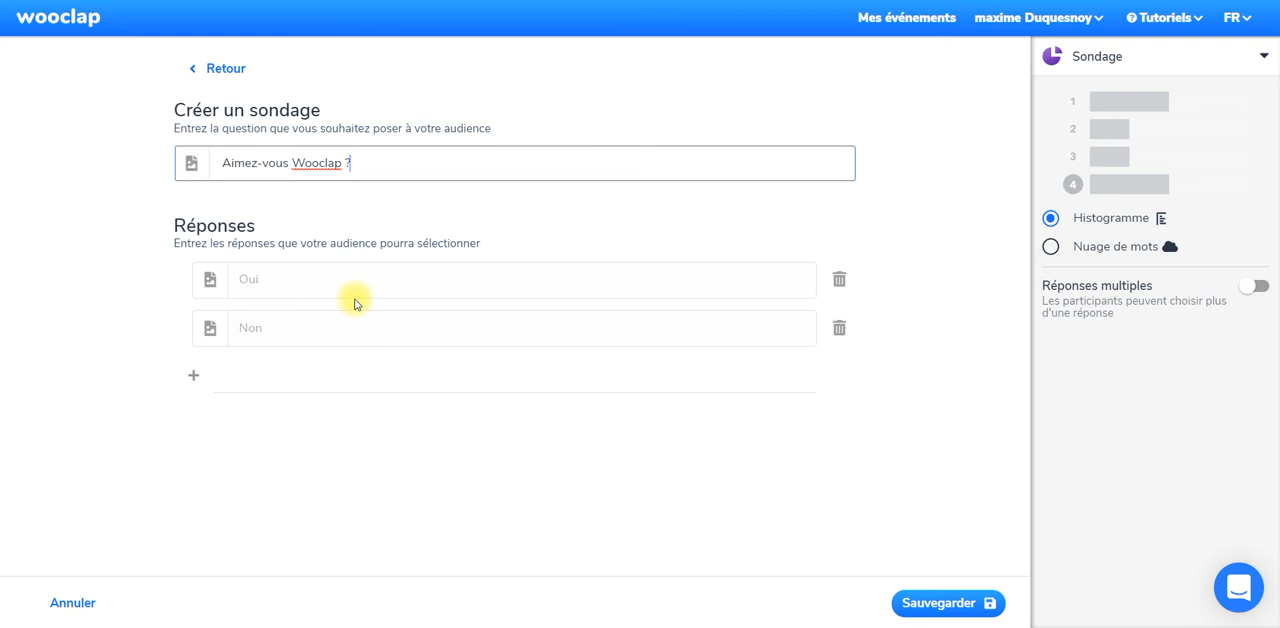 wooclap
Mes événements maxime Duquesnoy Tutoriels FR
Retour
Créer un sondage
Entrez la question que vous souhaitez poser à votre audience
Aimez-vous Wooclap ?
Réponses
Entrez les réponses que votre audience pourra sélectionner
Oui
Non
Annuler
Sauvegarder
Sondage
1
2
3
4
Histogramme
Nuage de mots
Réponses multiples
Les participants peuvent choisir plus
d'une réponse